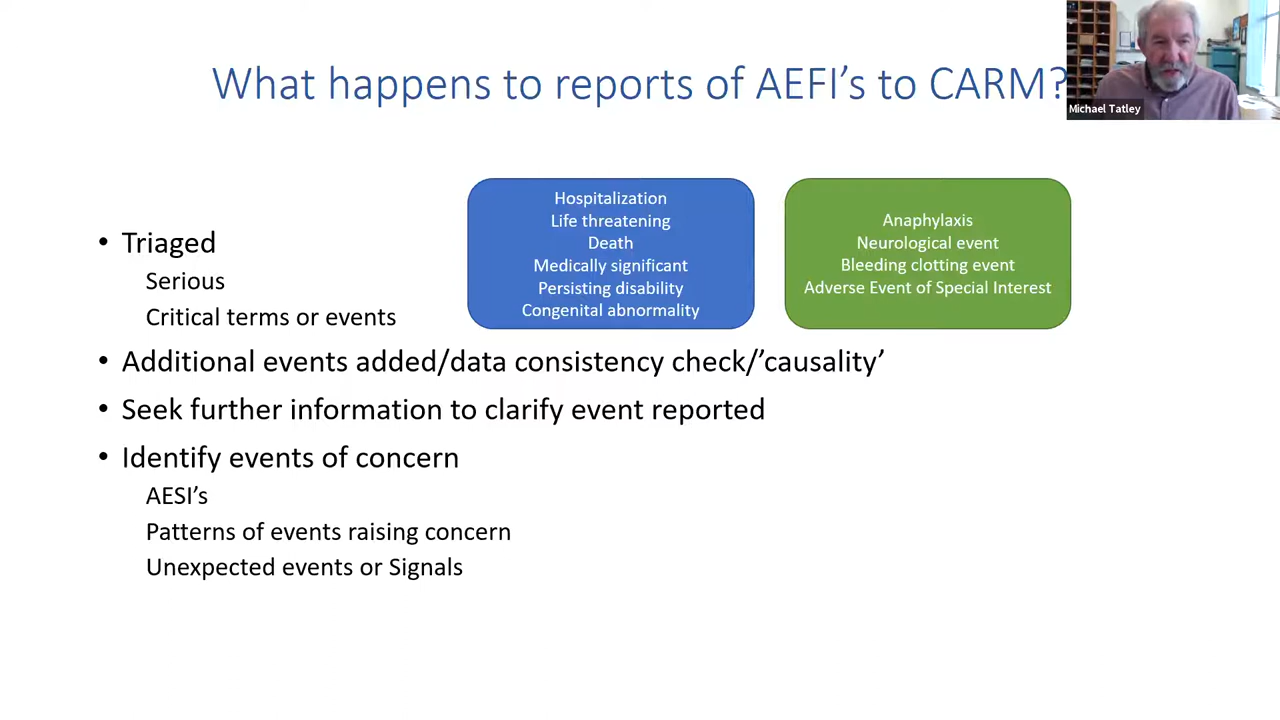 What happens to reports of AEFI's to CARM?
Michael Tatley
Hospitalization
Life threatening
Death
Medically significant
Persisting disability
Congenital abnormality
Anaphylaxis
Neurological event
Bleeding clotting event
Adverse Event of Special Interest
• Triaged
Serious
Critical terms or events
• Additional events added/data consistency check/’causality’
• Seek further information to clarify event reported
• Identify events of concern
AESI’s
Patterns of events raising concern
Unexpected events or Signals